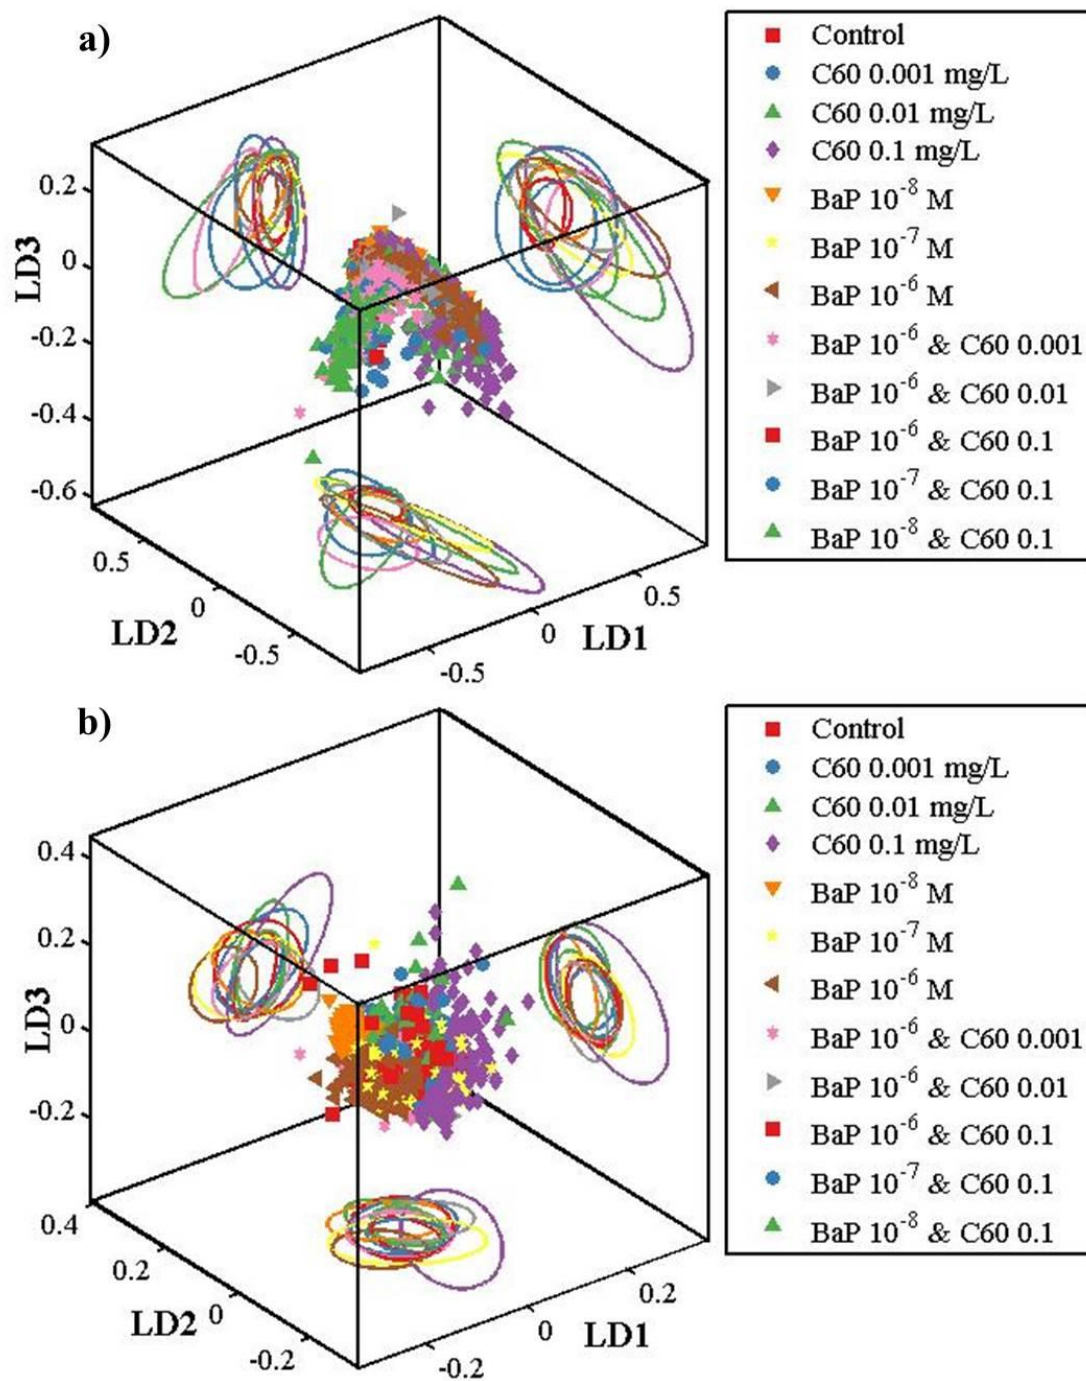 a)
0.2
0
-0.2
-0.4
-0.6
LD3
0.5
0
-0.5
LD2
-0.5
0
0.5
LD1
Control
C60 0.001 mg/L
C60 0.01 mg/L
C60 0.1 mg/L
BaP 10⁻⁸ M
BaP 10⁻⁷ M
BaP 10⁻⁶ M
BaP 10⁻⁶ & C60 0.001
BaP 10⁻⁶ & C60 0.01
BaP 10⁻⁶ & C60 0.1
BaP 10⁻⁷ & C60 0.1
BaP 10⁻⁸ & C60 0.1
b)
0.4
0.2
0
-0.2
LD3
0.4
0.2
0
-0.2
LD2
-0.2
0
0.2
LD1
Control
C60 0.001 mg/L
C60 0.01 mg/L
C60 0.1 mg/L
BaP 10⁻⁸ M
BaP 10⁻⁷ M
BaP 10⁻⁶ M
BaP 10⁻⁶ & C60 0.001
BaP 10⁻⁶ & C60 0.01
BaP 10⁻⁶ & C60 0.1
BaP 10⁻⁷ & C60 0.1
BaP 10⁻⁸ & C60 0.1